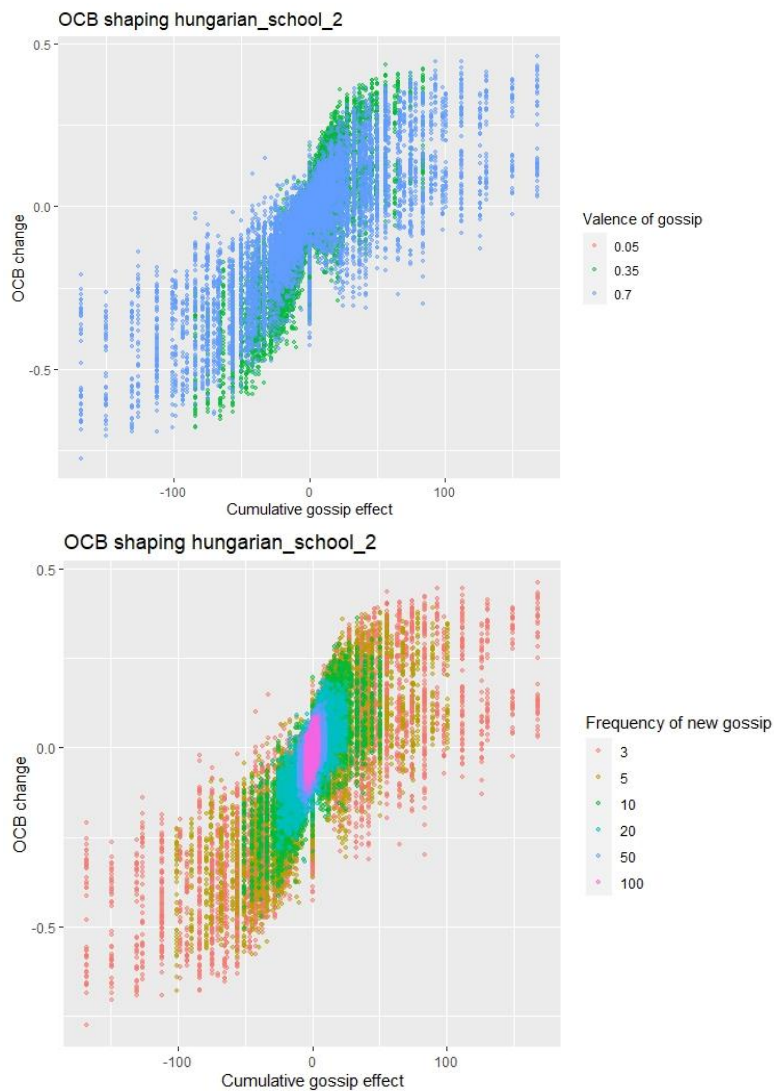 OCB shaping hungarian_school_2
0.5
0.0
-0.5
OCB change
-100
0
100
Cumulative gossip effect
Valence of gossip
0.05
0.35
0.7
OCB shaping hungarian_school_2
0.5
0.0
-0.5
OCB change
-100
0
100
Cumulative gossip effect
Frequency of new gossip
3
5
10
20
50
100